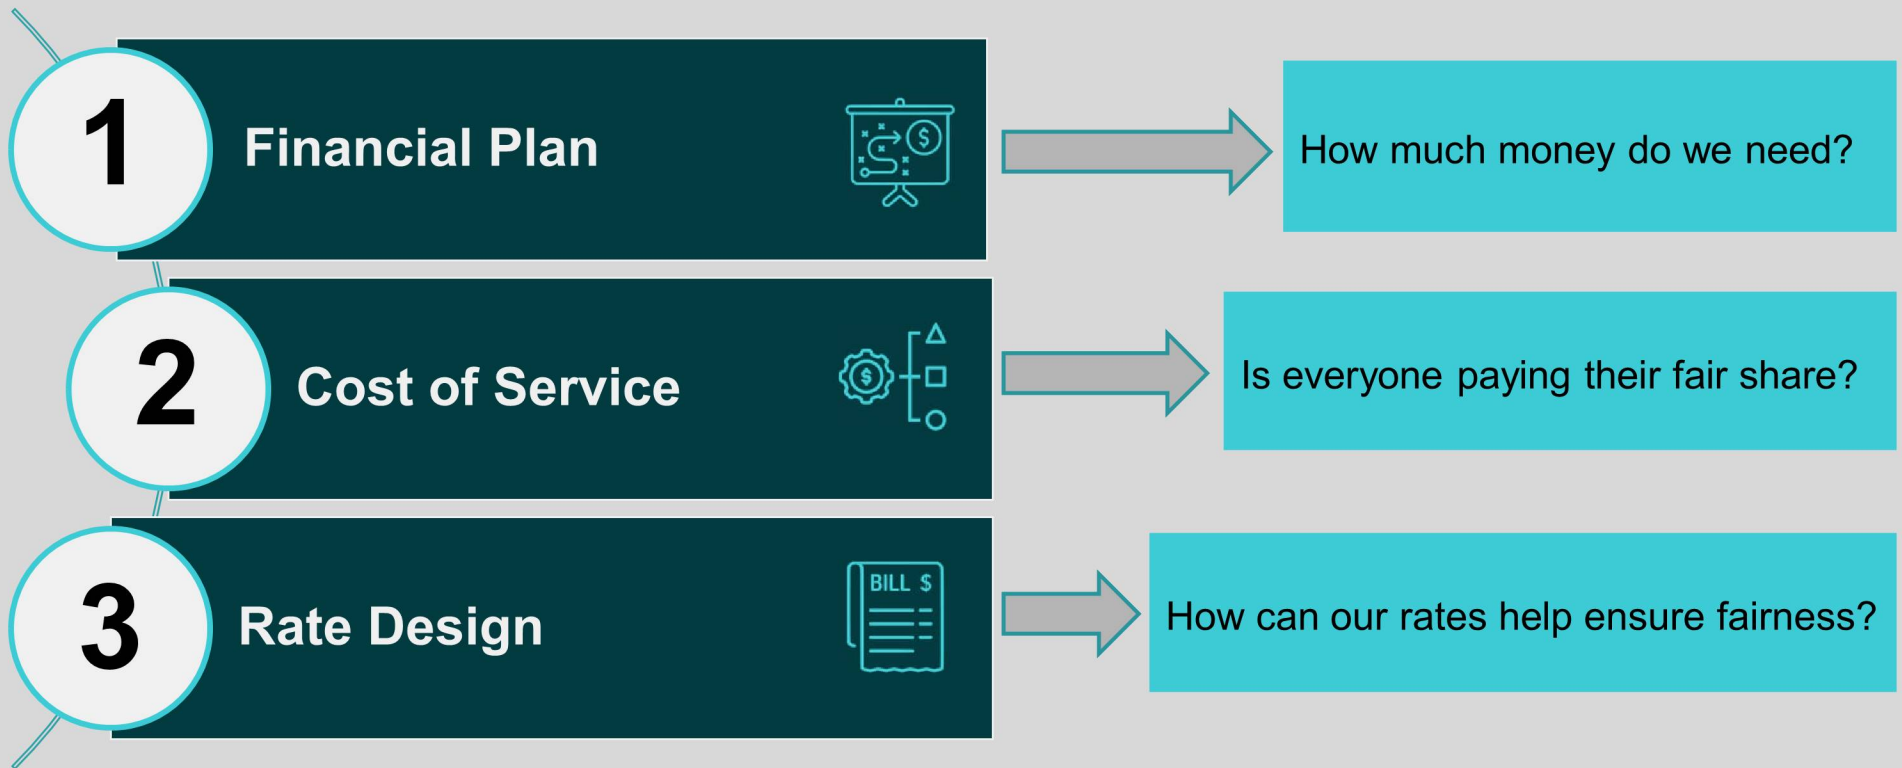 1
Financial Plan
How much money do we need?
2
Cost of Service
Is everyone paying their fair share?
3
Rate Design
BILL $
How can our rates help ensure fairness?